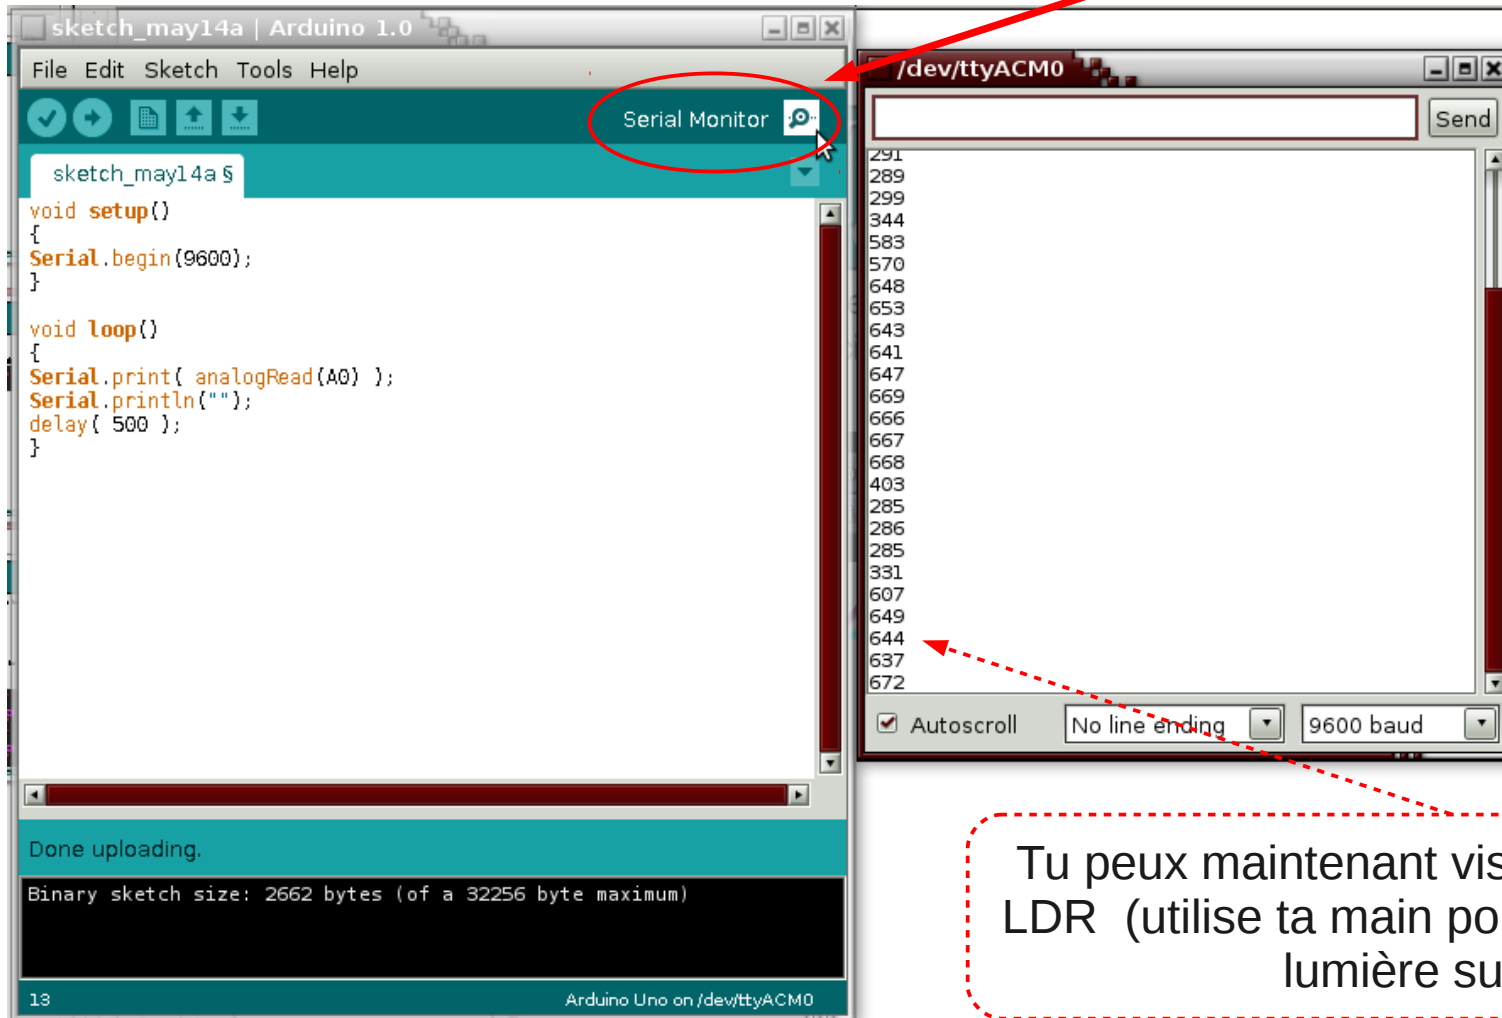 sketch_may14a | Arduino 1.0
File Edit Sketch Tools Help
Serial Monitor
sketch_may14a §
void setup()
{
Serial.begin(9600);
}
void loop()
{
Serial.print( analogRead(A0) );
Serial.println("");
delay( 500 );
}
Done uploading.
Binary sketch size: 2662 bytes (of a 32256 byte maximum)
13
Arduino Uno on /dev/ttyACM0
/dev/ttyACM0
Send
291
289
299
344
583
570
648
653
643
641
647
669
666
667
668
403
285
286
285
331
607
649
644
637
672
Autoscroll
No line ending
9600 baud
Tu peux maintenant vis
LDR (utilise ta main po
lumière su